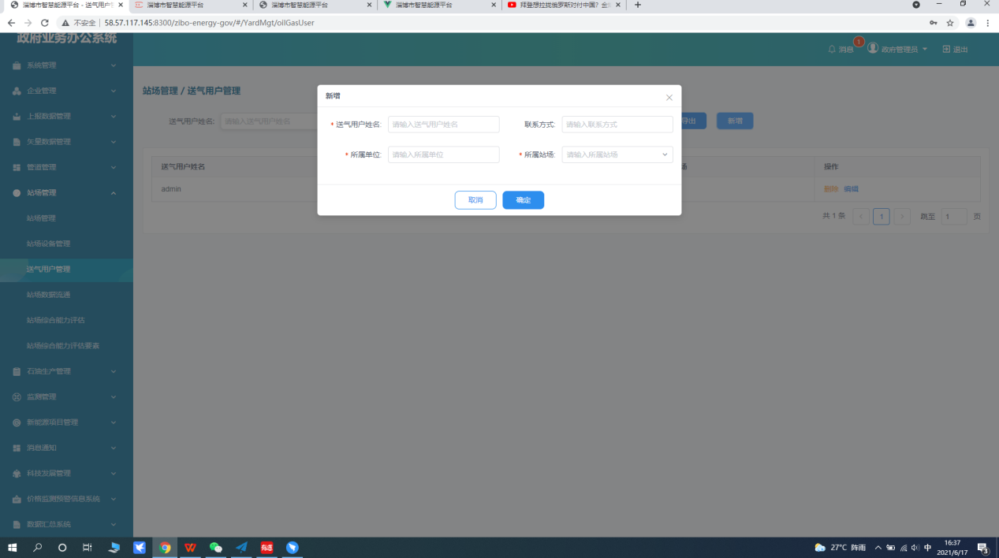 淄博市智慧能源平台 - 送气用户管
淄博市智慧能源平台
淄博市智慧能源平台
淄博市智慧能源平台
拜登想拉拢俄罗斯对付中国？
不安全 | 58.57.117.145:8300/zibo-energy-gov/#/YardMgt/oilGasUser
政府业务办公系统
消息
1
政府管理员
退出
系统管理
企业管理
上报数据管理
矢量数据管理
管道管理
站场管理
站场管理
站场设备管理
送气用户管理
站场数据流通
站场综合能力评估
站场综合能力评估要素
石油生产管理
监测管理
新能源项目管理
消息通知
科技发展管理
价格监测预警信息系统
数据汇总系统
站场管理 / 送气用户管理
送气用户姓名:
请输入送气用户姓名
导出
新增
送气用户姓名
场
操作
admin
删除 编辑
共 1 条
1
跳至
1
页
新增
* 送气用户姓名:
请输入送气用户姓名
联系方式:
请输入联系方式
* 所属单位:
请输入所属单位
* 所属站场:
请输入所属站场
取消
确定
27°C 阵雨
中
16:37
2021/6/17
3